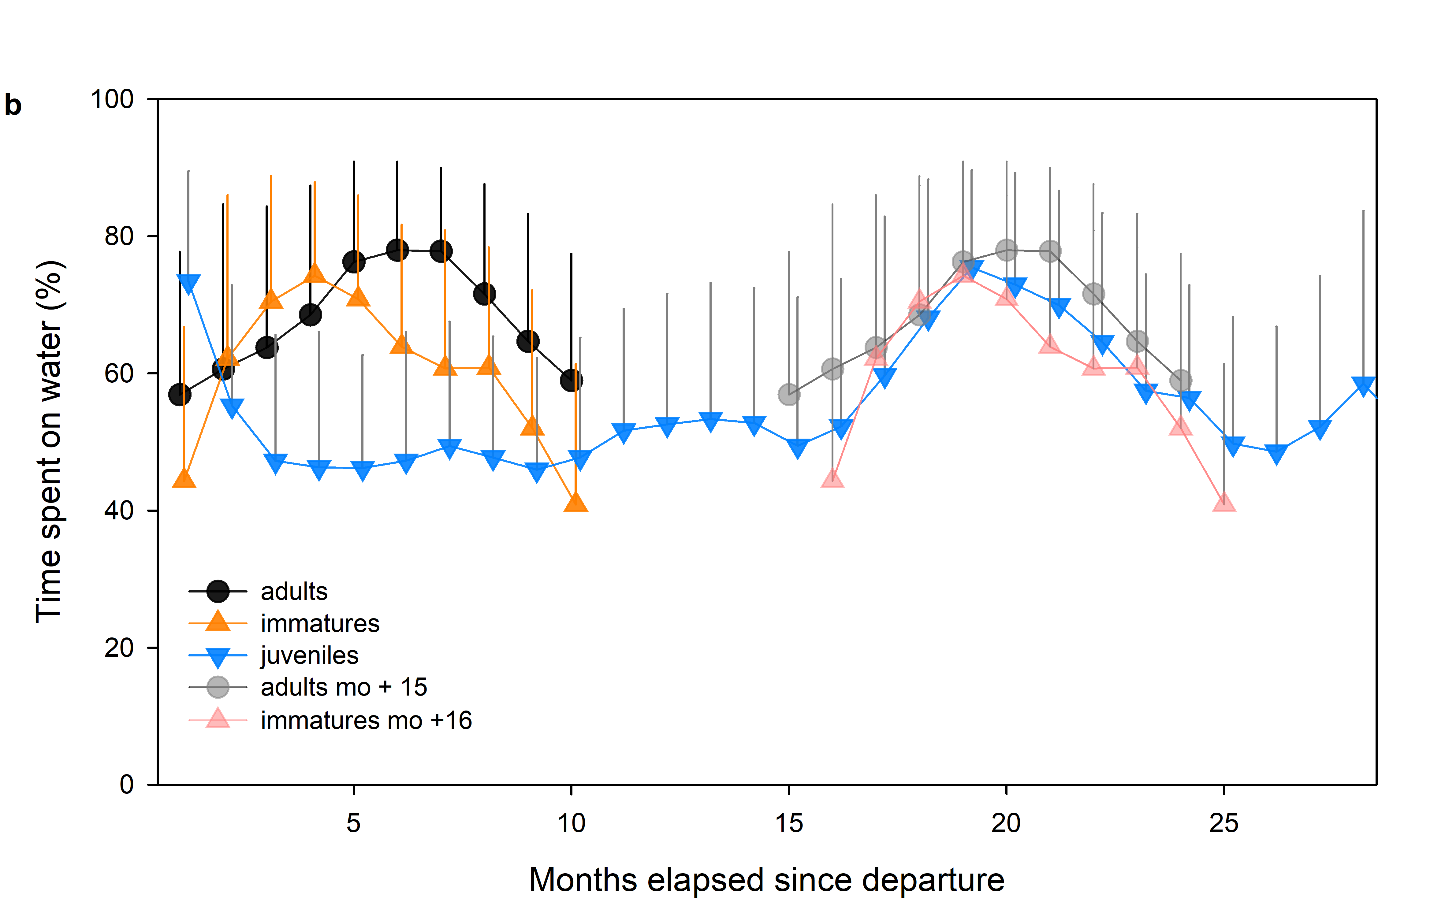 b
100
80
60
40
20
0
Time spent on water (%)
adults
immatures
juveniles
adults mo + 15
immatures mo +16
5 10 15 20 25
Months elapsed since departure